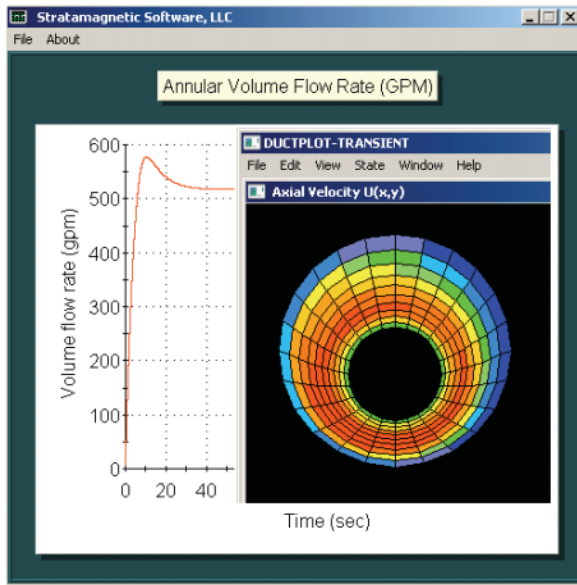 Stratamagnetic Software, LLC
File About
Annular Volume Flow Rate (GPM)
600
500
400
300
200
100
0
Volume flow rate (gpm)
0 20 40
Time (sec)
DUCTPLOT-TRANSIENT
File Edit View State Window Help
Axial Velocity U(x,y)